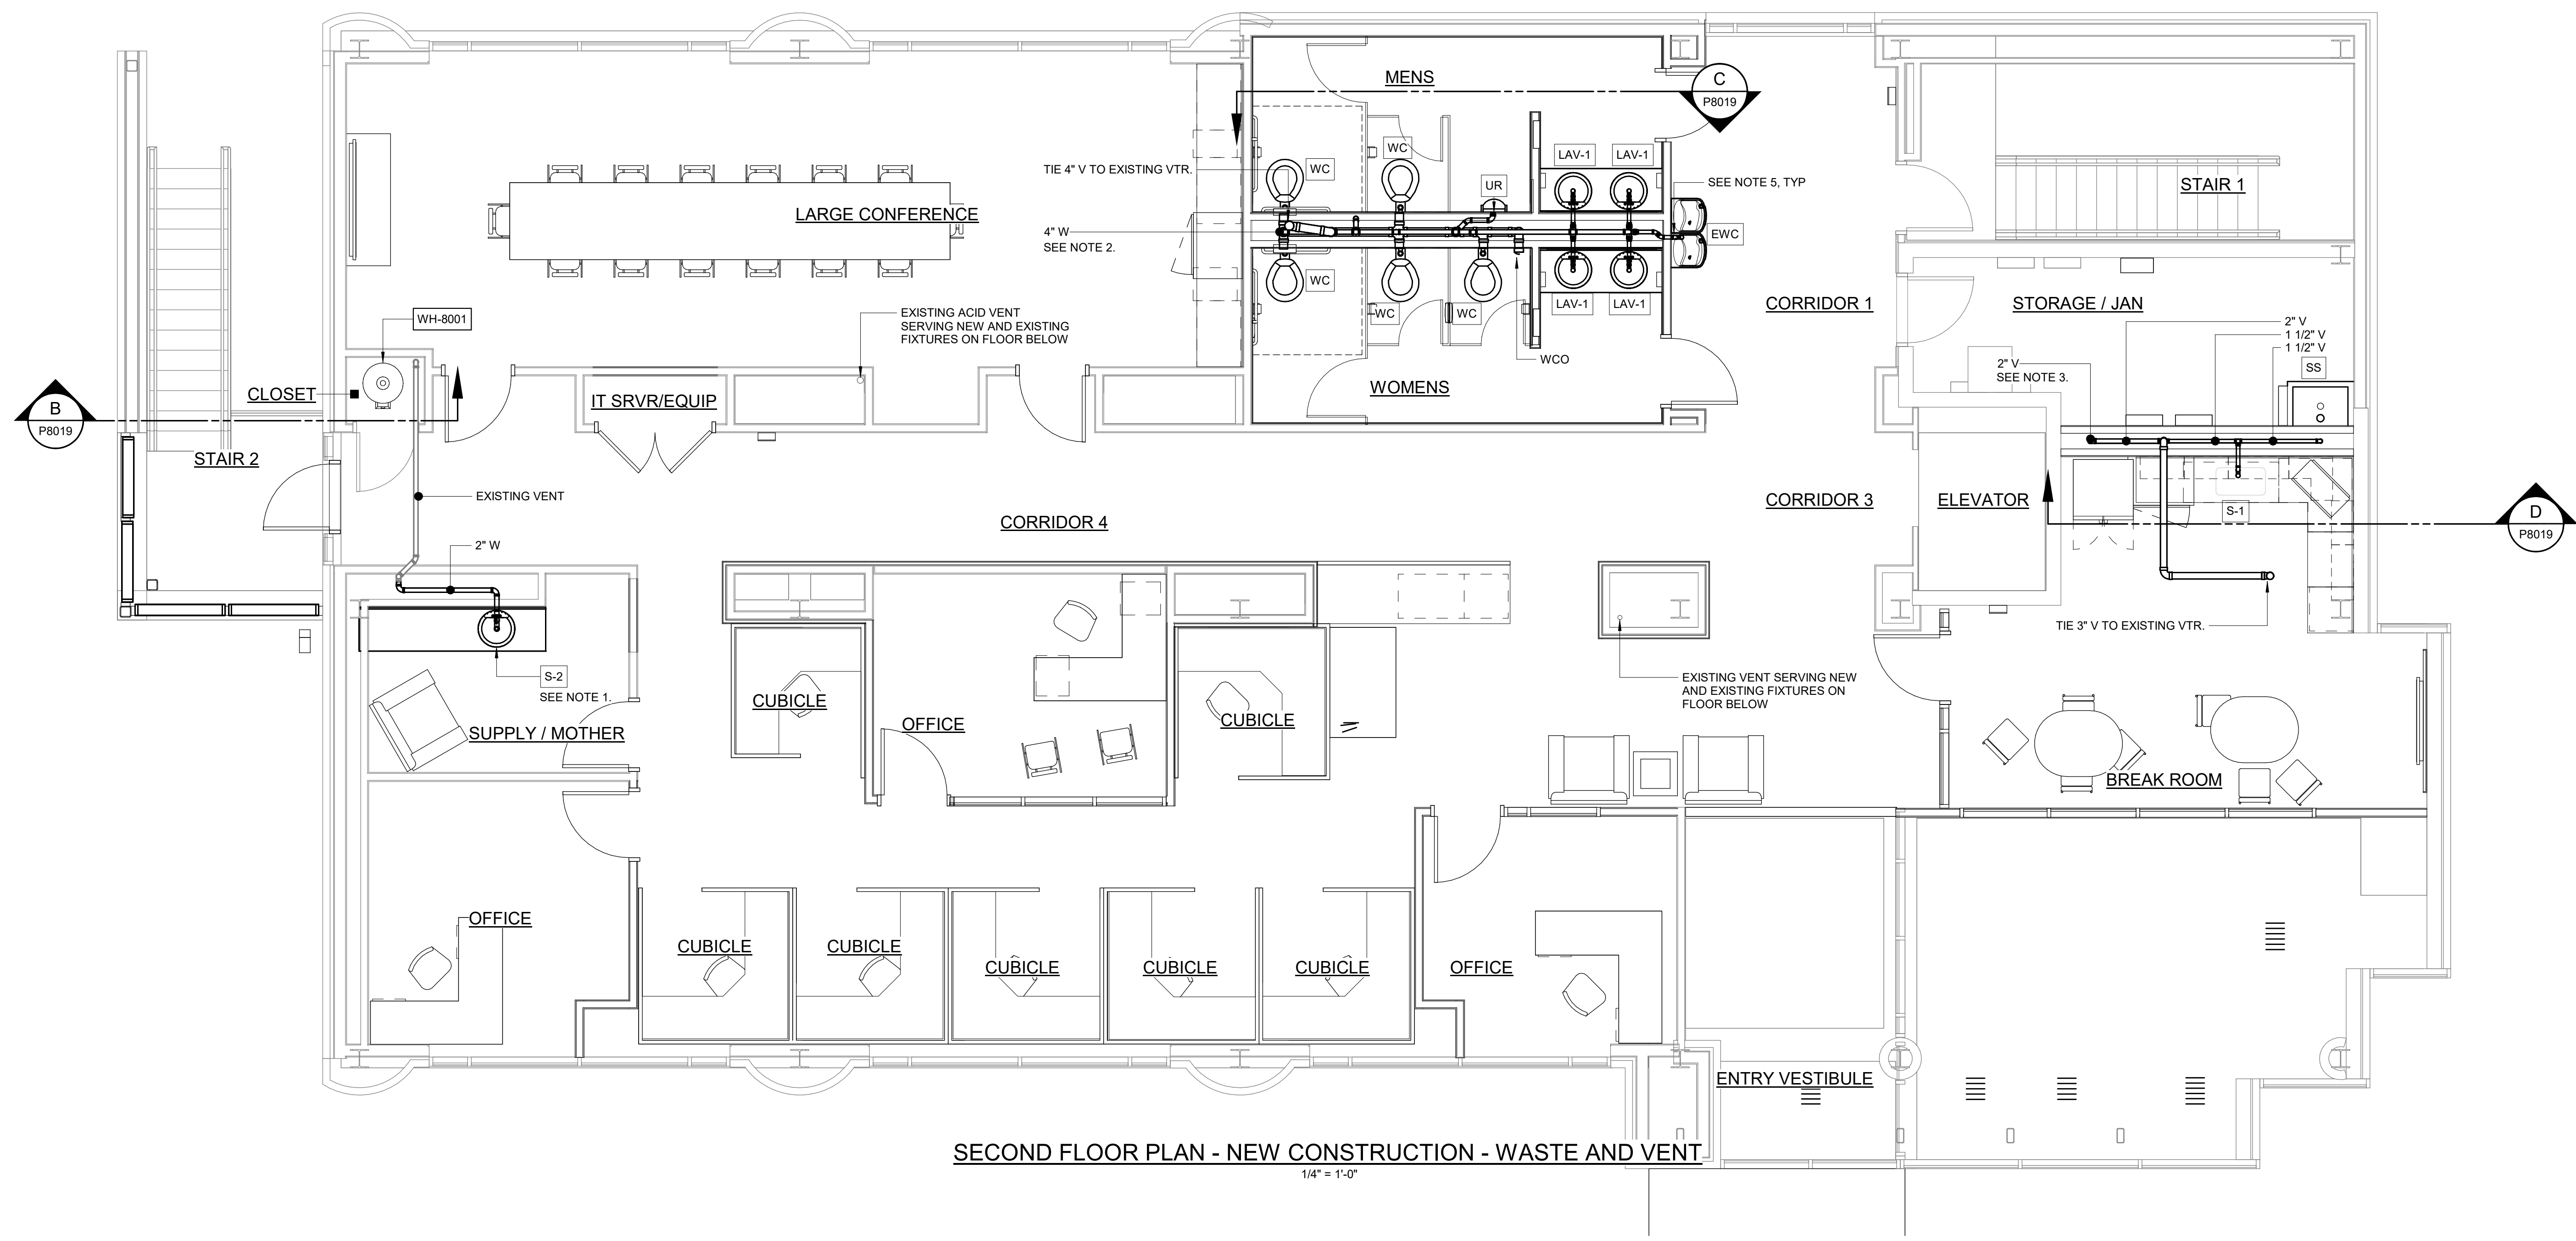 MENS
C
P8019
WC
LAV-1
LAV-1
TIE 4" V TO EXISTING VTR.
WC
UR
SEE NOTE 5, TYP
STAIR 1
LARGE CONFERENCE
4" W
SEE NOTE 2.
EWC
WC
WC
WC
LAV-1
LAV-1
CORRIDOR 1
STORAGE / JAN
WH-8001
EXISTING ACID VENT
SERVING NEW AND EXISTING
FIXTURES ON FLOOR BELOW
2" V
1 1/2" V
1 1/2" V
WCO
2" V
SEE NOTE 3.
SS
CLOSET
IT SRVR/EQUIP
WOMENS
B
P8019
STAIR 2
EXISTING VENT
CORRIDOR 4
CORRIDOR 3
ELEVATOR
S-1
D
P8019
2" W
TIE 3" V TO EXISTING VTR.
S-2
SEE NOTE 1.
EXISTING VENT SERVING NEW
AND EXISTING FIXTURES ON
FLOOR BELOW
CUBICLE
OFFICE
CUBICLE
SUPPLY / MOTHER
BREAK ROOM
OFFICE
CUBICLE
CUBICLE
CUBICLE
CUBICLE
CUBICLE
OFFICE
ENTRY VESTIBULE
SECOND FLOOR PLAN - NEW CONSTRUCTION - WASTE AND VENT
1/4" = 1'-0"